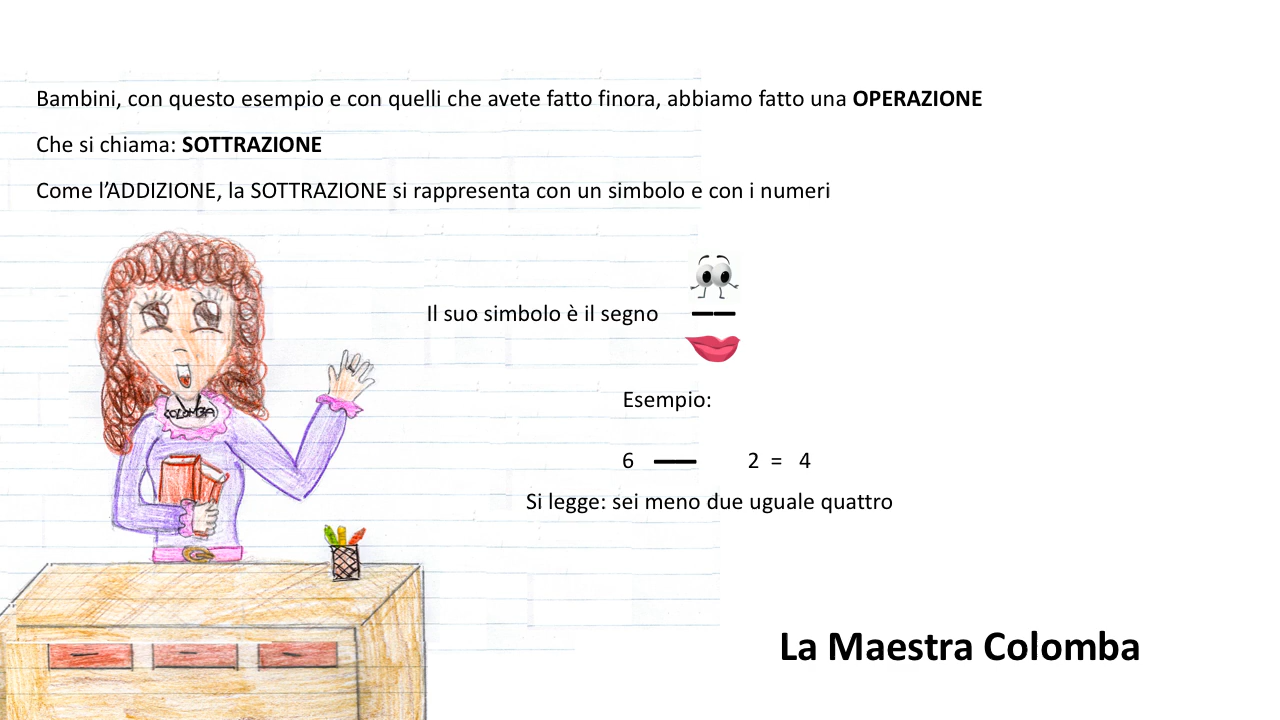 Bambini, con questo esempio e con quelli che avete fatto finora, abbiamo fatto una OPERAZIONE
Che si chiama: SOTTRAZIONE
Come l’ADDIZIONE, la SOTTRAZIONE si rappresenta con un simbolo e con i numeri
Il suo simbolo è il segno —
COLOMBA
Esempio:
6 — 2 = 4
Si legge: sei meno due uguale quattro
La Maestra Colomba